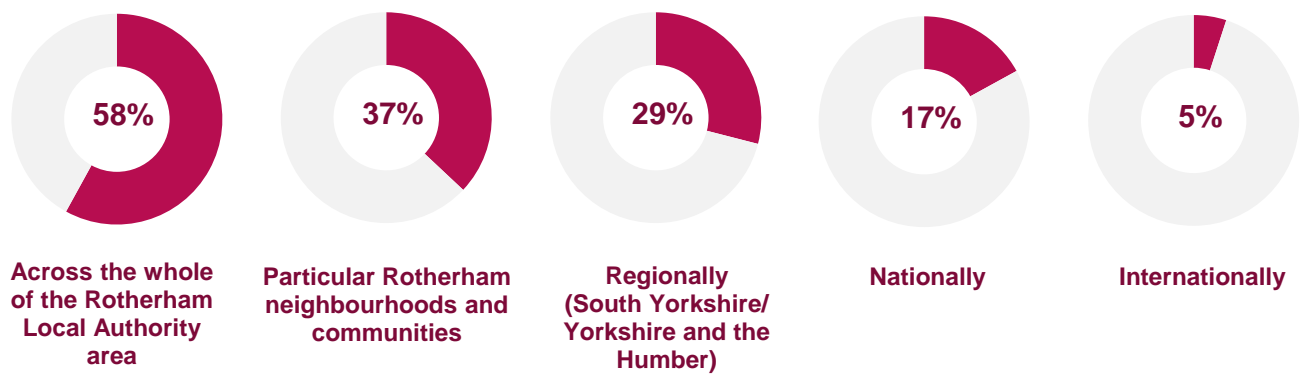 58%
37%
29%
17%
5%
Across the whole
of the Rotherham
Local Authority
area
Particular Rotherham
neighbourhoods and
communities
Regionally
(South Yorkshire/
Yorkshire and the
Humber)
Nationally
Internationally